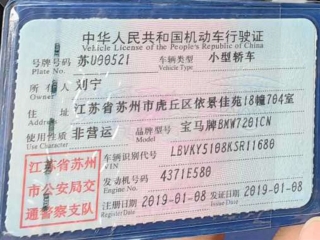 中华人民共和国机动车行驶证
Vehicle License of the People's Republic of China
号牌号码 苏U00521 车辆类型 小型轿车
Plate No. Vehicle Type
所有人 刘宁
Owner
住址 江苏省苏州市虎丘区依景佳苑18幢704室
Address
使用性质 非营运 品牌型号 宝马牌BMW7201CN
Use Character Model
车辆识别代号 LBVKY5108KSR11680
VIN
发动机号码 4371E580
Engine No.
注册日期 2019-01-08 发证日期 2019-01-08
Register Date Issue Date
江苏省苏州
市公安局交
通警察支队